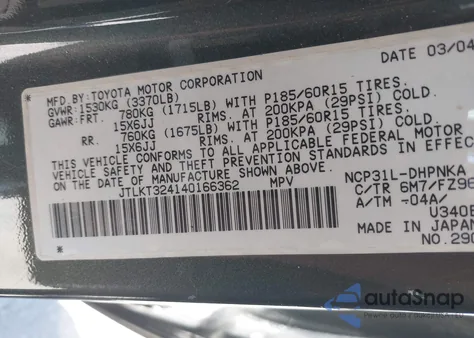 DATE 03/04
MFD.BY:TOYOTA MOTOR CORPORATION
GVWR: 1530KG (3370LB)
GAWR: FRT. 780KG (1715LB) WITH P185/60R15 TIRES.
15X6JJ RIMS. AT 200KPA (29PSI) COLD.
RR. 760KG (1675LB) WITH P185/60R15 TIRES.
15X6JJ RIMS. AT 200KPA (29PSI) COLD.
THIS VEHICLE CONFORMS TO ALL APPLICABLE FEDERAL MOTOR
VEHICLE SAFETY AND BUMPER STANDARDS IN EFFEC
ON THE DATE OF MANUFACTURE SHOWN ABOVE.
JTLKT324140166362 MPV
NCP31L-DHPNKA
C/TR 6M7/FZ96
A/TM -04A/
U340E
MADE IN JAPAN
NO.290
autoSnap